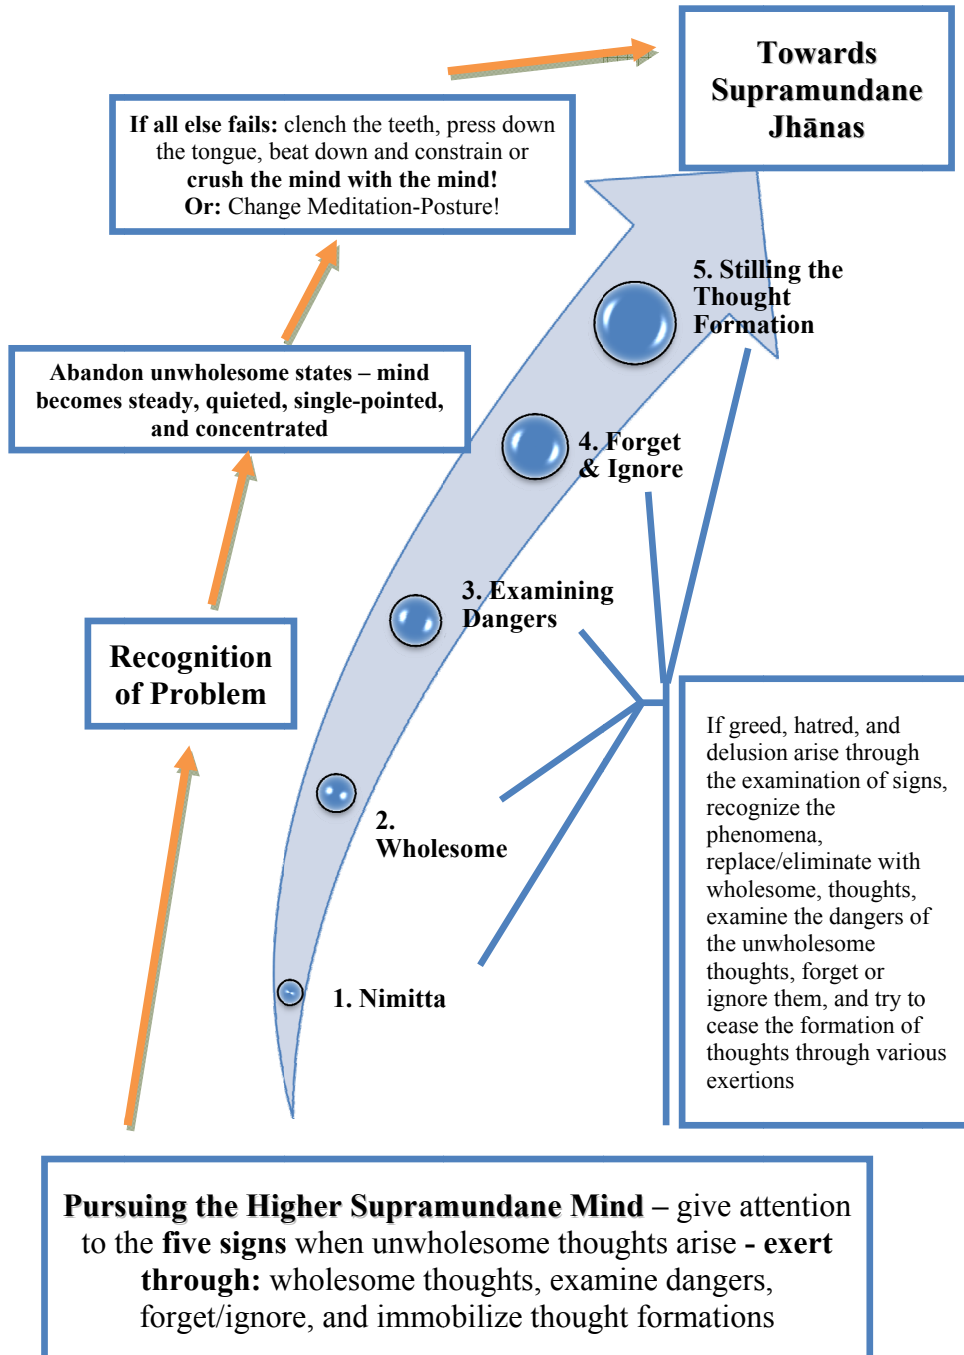 Towards
Supramundane
Jhānas
If all else fails: clench the teeth, press down
the tongue, beat down and constrain or
crush the mind with the mind!
Or: Change Meditation-Posture!
5. Stilling the
Thought
Formation
Abandon unwholesome states – mind
becomes steady, quieted, single-pointed,
and concentrated
4. Forget
& Ignore
3. Examining
Dangers
Recognition
of Problem
If greed, hatred, and
delusion arise through
the examination of signs,
recognize the
phenomena,
replace/eliminate with
wholesome, thoughts,
examine the dangers of
the unwholesome
thoughts, forget or
ignore them, and try to
cease the formation of
thoughts through various
exertions
2.
Wholesome
1. Nimitta
Pursuing the Higher Supramundane Mind – give attention
to the five signs when unwholesome thoughts arise - exert
through: wholesome thoughts, examine dangers,
forget/ignore, and immobilize thought formations